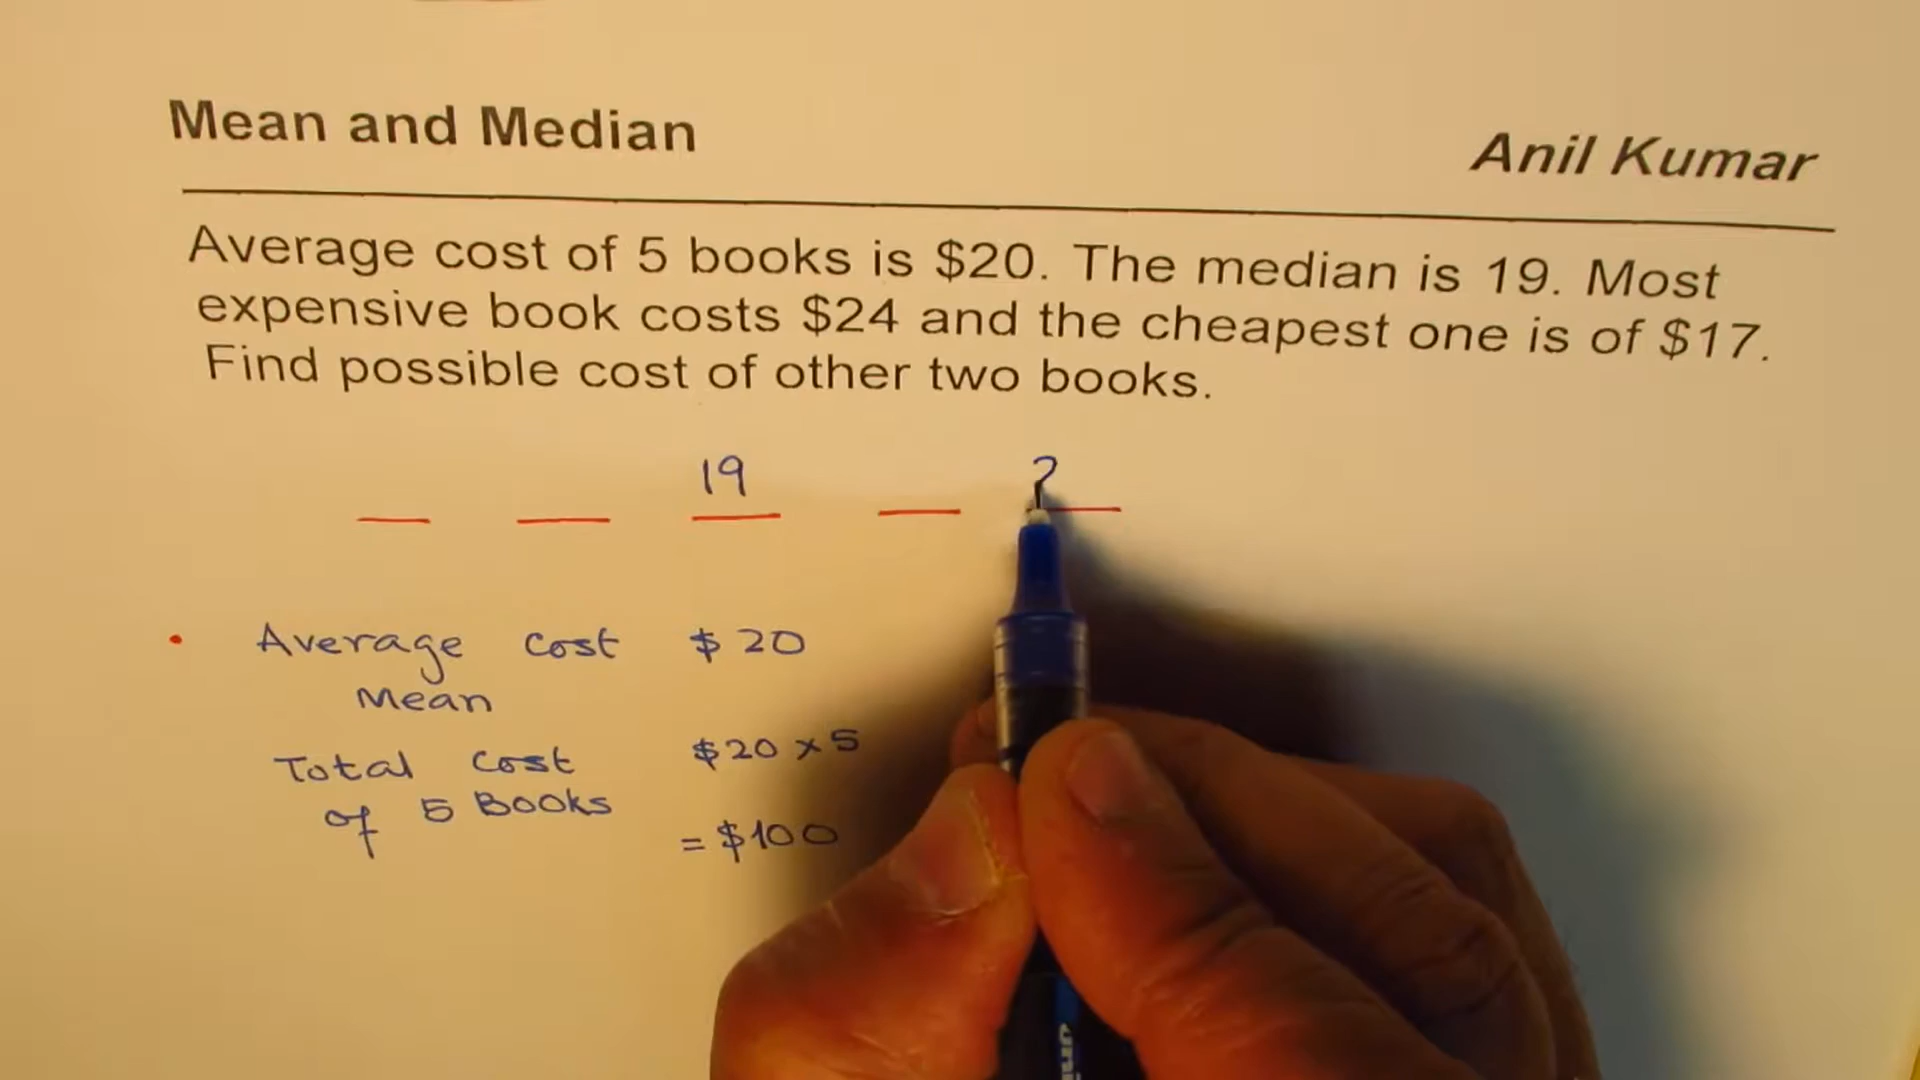 Mean and Median
Anil Kumar
Average cost of 5 books is $20. The median is 19. Most
expensive book costs $24 and the cheapest one is of $17.
Find possible cost of other two books.
19 2
Average cost $20
Mean
Total cost $20 x 5
of 5 Books
= $100
uni